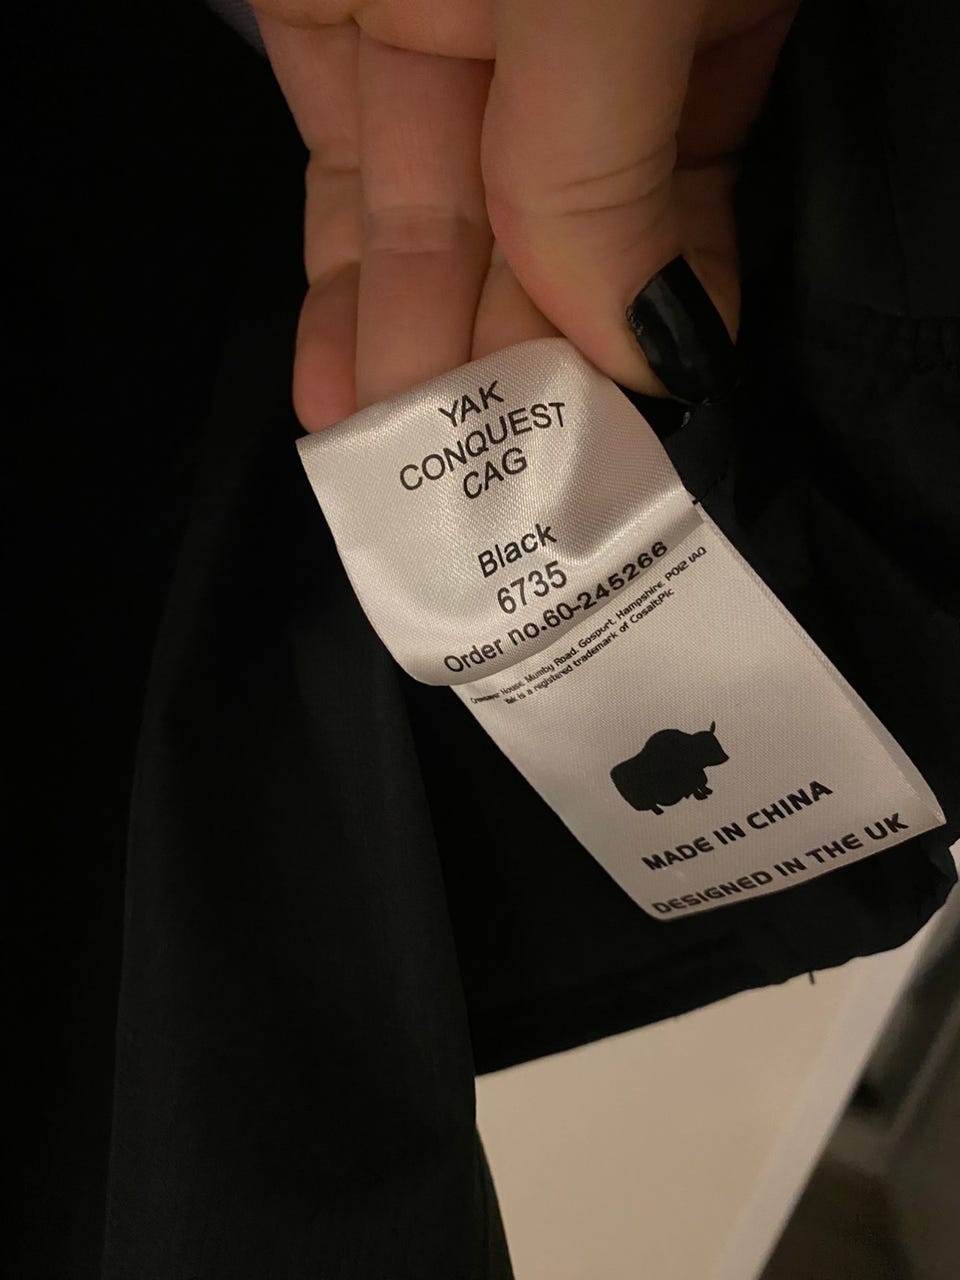 YAK
CONQUEST
CAG
Black
6735
Order no.60-245266
House, Mumby Road, Gosport, Hampshire, PO12 1AQ
Yak is a registered trademark of Cosalt Plc
MADE IN CHINA
DESIGNED IN THE UK